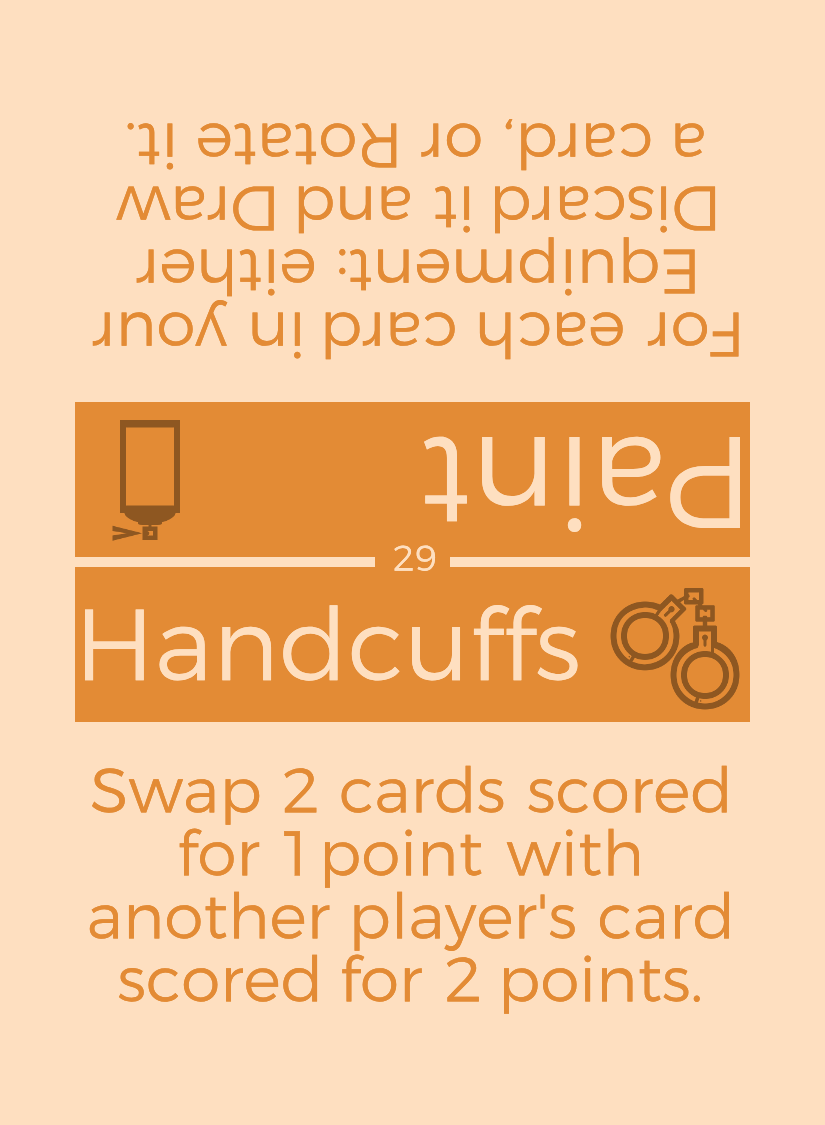 For each card in your
Equipment: either
Discard it and Draw
a card, or Rotate it.
Paint
29
Handcuffs
Swap 2 cards scored
for 1 point with
another player's card
scored for 2 points.